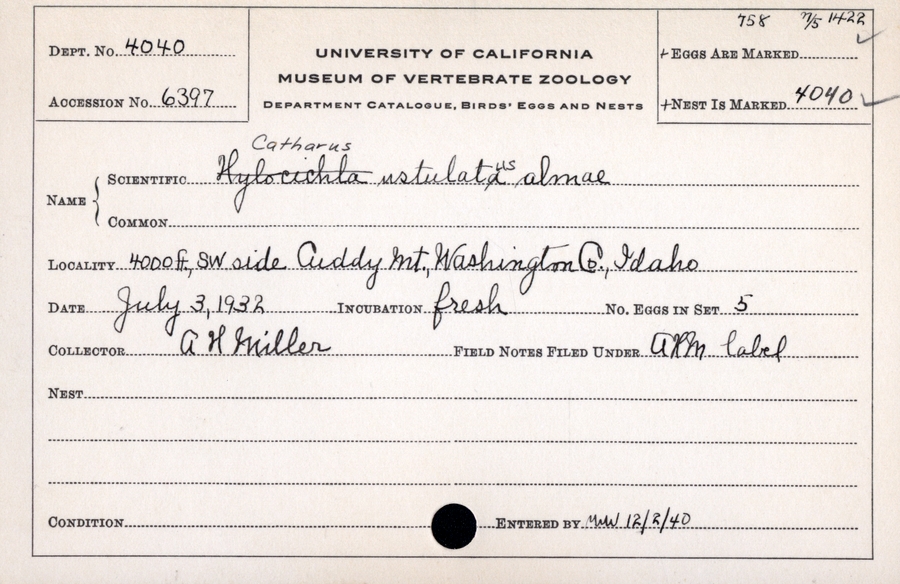 758 n/5 1422
DEPT. NO. 4040
UNIVERSITY OF CALIFORNIA
+EGGS ARE MARKED
MUSEUM OF VERTEBRATE ZOOLOGY
ACCESSION NO. 6397
DEPARTMENT CATALOGUE, BIRDS' EGGS AND NESTS
+NEST IS MARKED 4040
Catharus
NAME SCIENTIFIC Hylocichla ustulata us almae
COMMON
LOCALITY 4000 ft, SW side Cuddy Mt., Washington Co., Idaho
DATE July 3, 1932 INCUBATION fresh NO. EGGS IN SET 5
COLLECTOR A H Miller FIELD NOTES FILED UNDER AHM label
NEST
CONDITION ENTERED BY 12/2/40